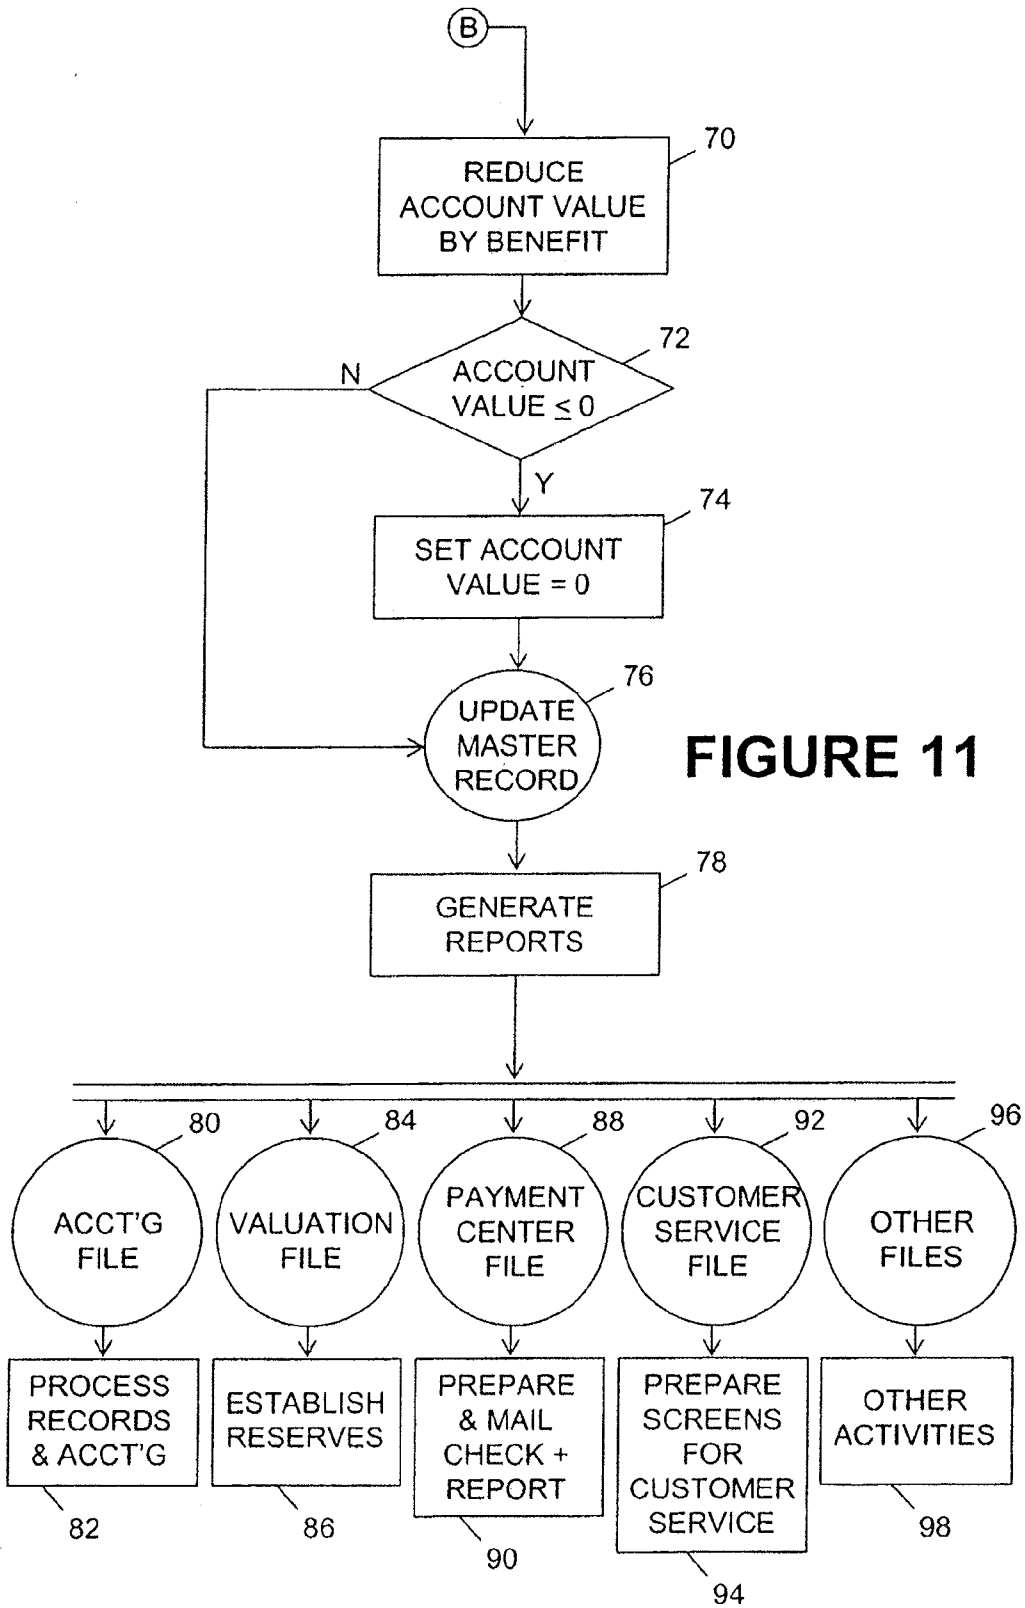 B
70
REDUCE
ACCOUNT VALUE
BY BENEFIT
72
N
ACCOUNT
VALUE ≤ 0
Y
74
SET ACCOUNT
VALUE = 0
76
UPDATE
MASTER
RECORD
FIGURE 11
78
GENERATE
REPORTS
80
ACCT'G
FILE
84
VALUATION
FILE
88
PAYMENT
CENTER
FILE
92
CUSTOMER
SERVICE
FILE
96
OTHER
FILES
PROCESS
RECORDS
& ACCT'G
82
ESTABLISH
RESERVES
86
PREPARE
& MAIL
CHECK +
REPORT
90
PREPARE
SCREENS
FOR
CUSTOMER
SERVICE
94
OTHER
ACTIVITIES
98